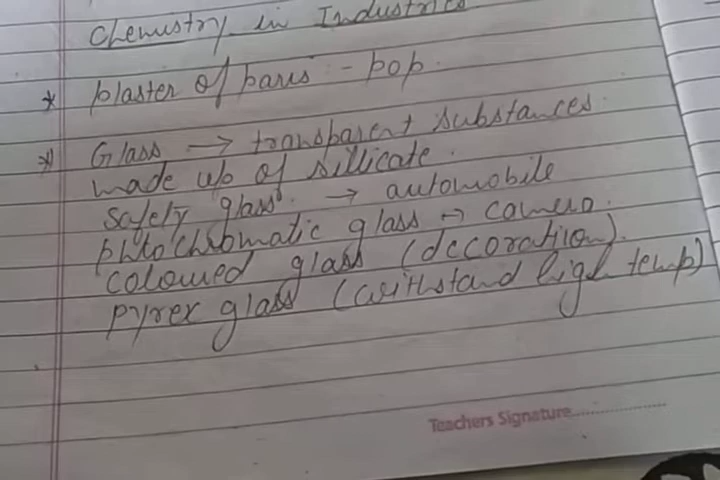 Chemistry in Industries
* plaster of paris :- pop.
* Glass → transparent substances.
made up of sillicate.
safety glass. → automobile
photochromatic glass → camera.
coloured glass (decoration).
pyrex glass (withstand high temp)
Teachers Signature....................